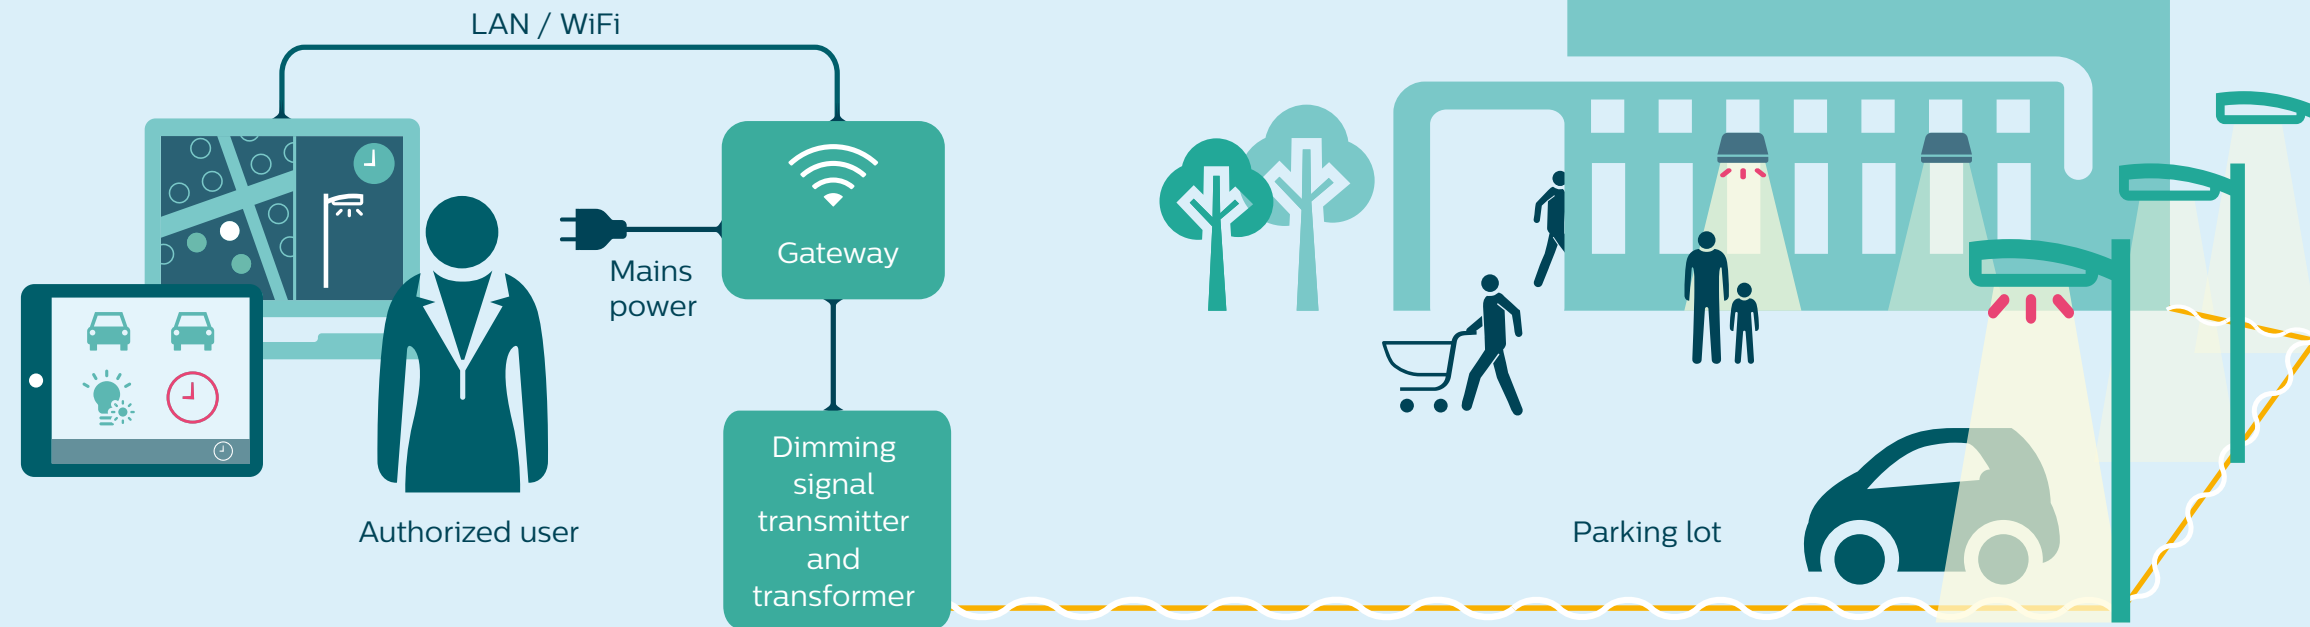 LAN / WiFi
Gateway
Mains
power
Dimming
signal
transmitter
and
transformer
Authorized user
Parking lot